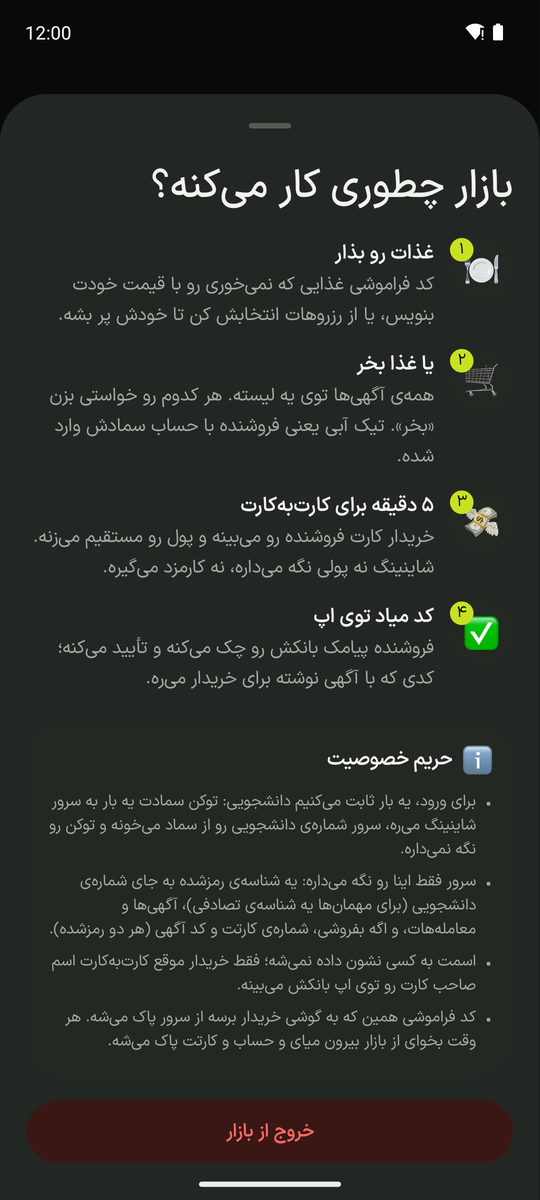 12:00
بازار چطوری کار می‌کنه؟
۱
غذات رو بذار
کد فراموشی غذایی که نمی‌خوری رو با قیمت خودت
بنویس، یا از رزروهات انتخابش کن تا خودش پر بشه.
۲
یا غذا بخر
همه‌ی آگهی‌ها توی یه لیسته. هر کدوم رو خواستی بزن
«بخر». تیک آبی یعنی فروشنده با حساب سمادش وارد
شده.
۳
۵ دقیقه برای کارت‌به‌کارت
خریدار کارت فروشنده رو می‌بینه و پول رو مستقیم می‌زنه.
شاینینگ نه پولی نگه می‌داره، نه کارمزد می‌گیره.
۴
کد میاد توی اپ
فروشنده پیامک بانکش رو چک می‌کنه و تأیید می‌کنه؛
کدی که با آگهی نوشته برای خریدار می‌ره.
حریم خصوصیت
• برای ورود، یه بار ثابت می‌کنیم دانشجویی: توکن سمادت یه بار به سرور
شاینینگ می‌ره، سرور شماره‌ی دانشجویی رو از سماد می‌خونه و توکن رو
نگه نمی‌داره.
• سرور فقط اینا رو نگه می‌داره: یه شناسه‌ی رمزشده به جای شماره‌ی
دانشجویی (برای مهمان‌ها یه شناسه‌ی تصادفی)، آگهی‌ها و
معامله‌هات، و اگه بفروشی، شماره‌ی کارتت و کد آگهی (هر دو رمزشده).
• اسمت به کسی نشون داده نمی‌شه؛ فقط خریدار موقع کارت‌به‌کارت اسم
صاحب کارت رو توی اپ بانکش می‌بینه.
• کد فراموشی همین که به گوشی خریدار برسه از سرور پاک می‌شه. هر
وقت بخوای از بازار بیرون میای و حساب و کارتت پاک می‌شه.
خروج از بازار